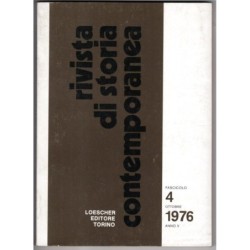 rivista
di storia
contemporanea
LOESCHER
EDITORE
TORINO
FASCICOLO
4
OTTOBRE
1976
ANNO V